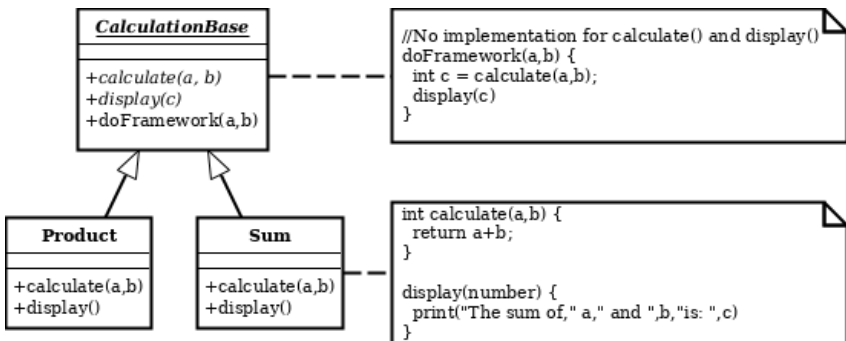 CalculationBase
+calculate(a, b)
+display(c)
+doFramework(a,b)
//No implementation for calculate() and display()
doFramework(a,b) {
int c = calculate(a,b);
display(c)
}
Product
+calculate(a,b)
+display()
Sum
+calculate(a,b)
+display()
int calculate(a,b) {
return a+b;
}
display(number) {
print("The sum of," a," and ",b,"is: ",c)
}